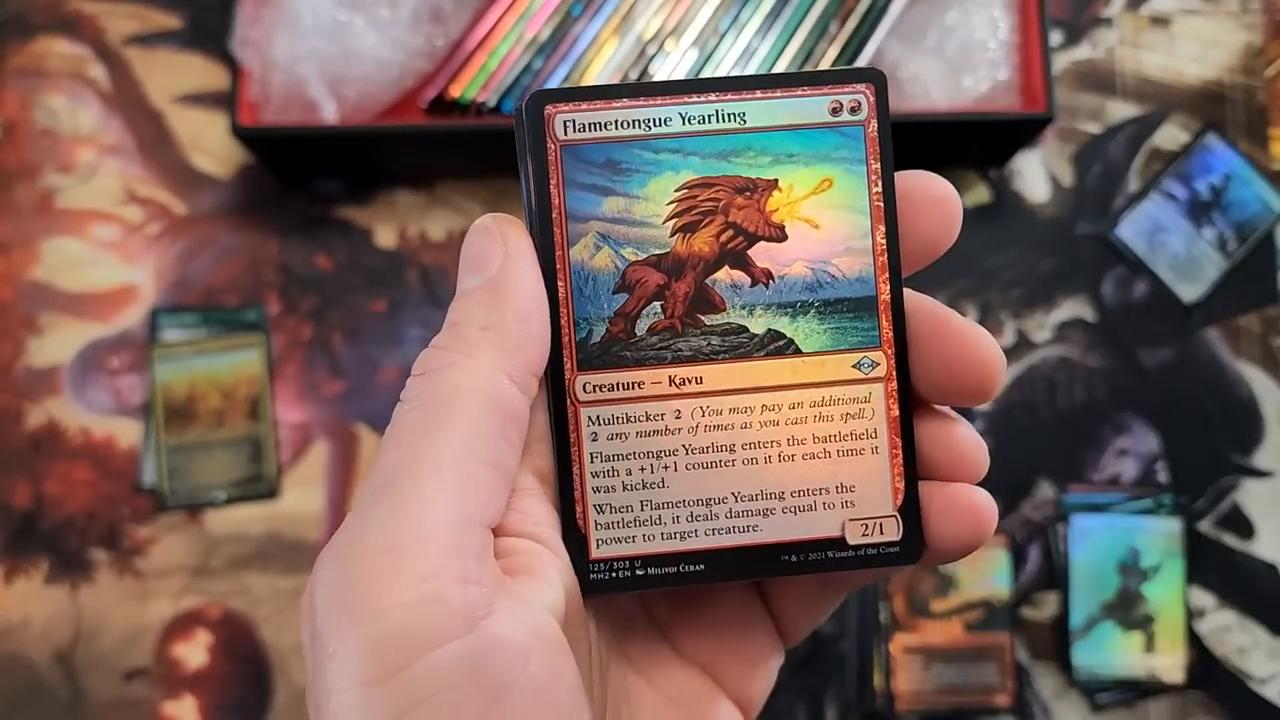 Flametongue Yearling
Creature — Kavu
Multikicker 2 (You may pay an additional
2 any number of times as you cast this spell.)
Flametongue Yearling enters the battlefield
with a +1/+1 counter on it for each time it
was kicked.
When Flametongue Yearling enters the
battlefield, it deals damage equal to its
power to target creature.
2/1
125/303 U
MH2★EN Milivoj Ćeran
™ & © 2021 Wizards of the Coast